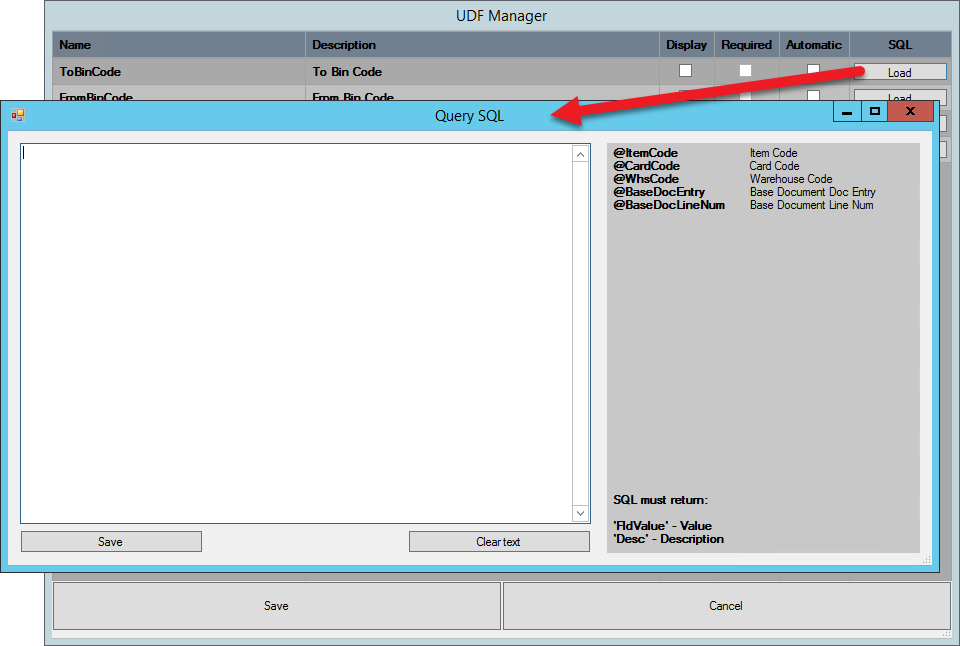 UDF Manager
Name Description Display Required Automatic SQL
ToBinCode To Bin Code Load
FromBinCode From Bin Code Load
Query SQL
@ItemCode Item Code
@CardCode Card Code
@WhsCode Warehouse Code
@BaseDocEntry Base Document Doc Entry
@BaseDocLineNum Base Document Line Num
SQL must return:
'FldValue' - Value
'Desc' - Description
Save Clear text
Save Cancel